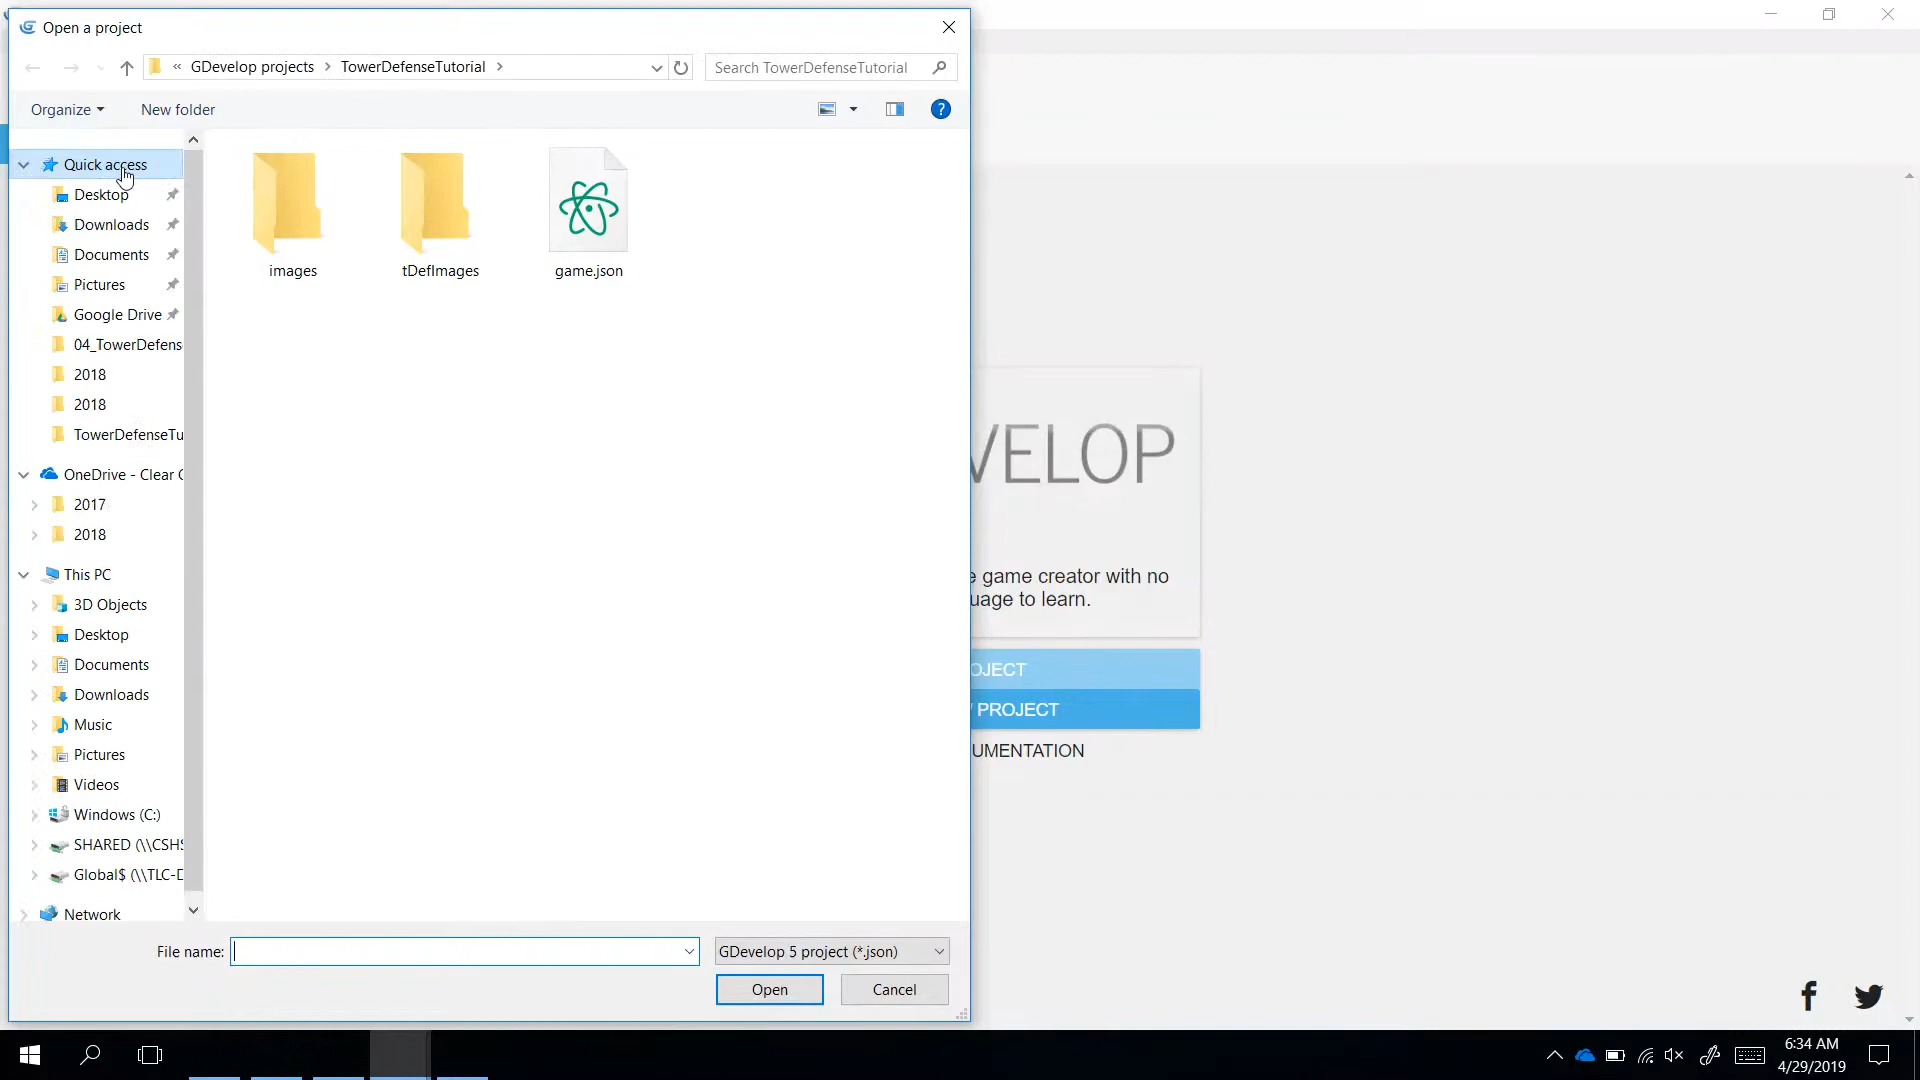 Open a project
« GDevelop projects > TowerDefenseTutorial >
Search TowerDefenseTutorial
Organize
New folder
?
Quick access
Desktop
Downloads
Documents
Pictures
Google Drive
04_TowerDefens
2018
2018
TowerDefenseTu
OneDrive - Clear C
2017
2018
This PC
3D Objects
Desktop
Documents
Downloads
Music
Pictures
Videos
Windows (C:)
SHARED (\\CSHS
Global$ (\\TLC-D
Network
images
tDefImages
game.json
File name:
GDevelop 5 project (*.json)
Open
Cancel
VELOP
e game creator with no
uage to learn.
OJECT
PROJECT
UMENTATION
6:34 AM
4/29/2019